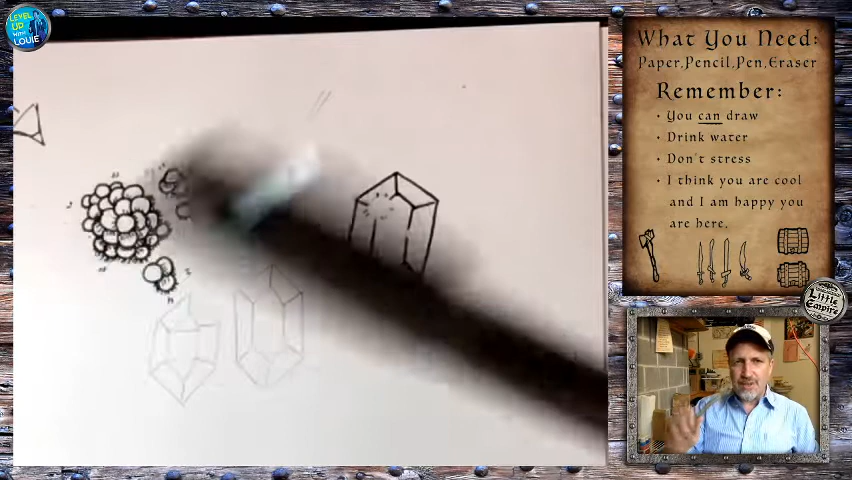 LEVEL
UP
WITH
LOUIE
What You Need:
Paper,Pencil,Pen,Eraser
Remember:
• You can draw
• Drink water
• Don't stress
• I think you are cool
and I am happy you
are here.
Little
Empire